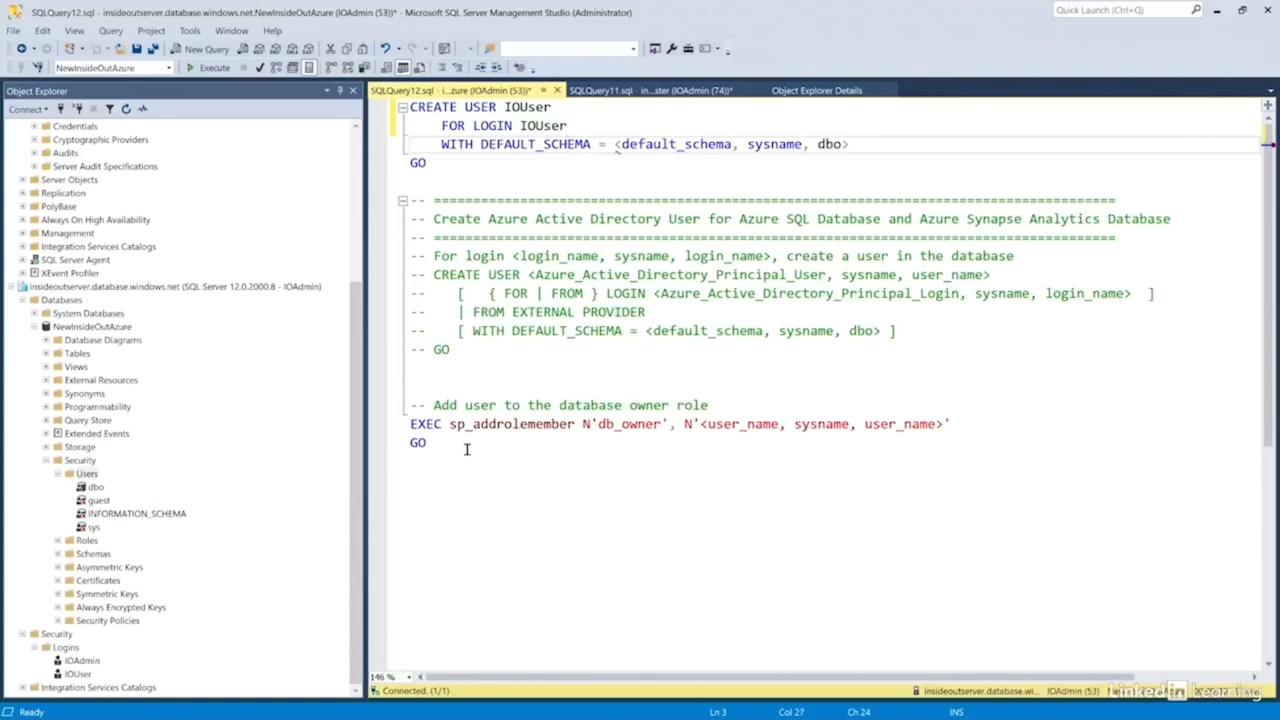 SQLQuery12.sql - insideoutserver.database.windows.net.NewInsideOutAzure (IOAdmin (53))* - Microsoft SQL Server Management Studio (Administrator)
Quick Launch (Ctrl+Q)
File Edit View Query Project Tools Window Help
New Query
NewInsideOutAzure
Execute
Object Explorer
SQLQuery12.sql - i...zure (IOAdmin (53))*
SQLQuery11.sql - in...ster (IOAdmin (74))*
Object Explorer Details
Connect
Credentials
Cryptographic Providers
Audits
Server Audit Specifications
Server Objects
Replication
PolyBase
Always On High Availability
Management
Integration Services Catalogs
SQL Server Agent
XEvent Profiler
insideoutserver.database.windows.net (SQL Server 12.0.2000.8 - IOAdmin)
Databases
System Databases
NewInsideOutAzure
Database Diagrams
Tables
Views
External Resources
Synonyms
Programmability
Query Store
Extended Events
Storage
Security
Users
dbo
guest
INFORMATION_SCHEMA
sys
Roles
Schemas
Asymmetric Keys
Certificates
Symmetric Keys
Always Encrypted Keys
Security Policies
Security
Logins
IOAdmin
IOUser
Integration Services Catalogs
CREATE USER IOUser
FOR LOGIN IOUser
WITH DEFAULT_SCHEMA = <default_schema, sysname, dbo>
GO
-- =======================================================================================
-- Create Azure Active Directory User for Azure SQL Database and Azure Synapse Analytics Database
-- =======================================================================================
-- For login <login_name, sysname, login_name>, create a user in the database
-- CREATE USER <Azure_Active_Directory_Principal_User, sysname, user_name>
-- [ { FOR | FROM } LOGIN <Azure_Active_Directory_Principal_Login, sysname, login_name> ]
-- | FROM EXTERNAL PROVIDER
-- [ WITH DEFAULT_SCHEMA = <default_schema, sysname, dbo> ]
-- GO
-- Add user to the database owner role
EXEC sp_addrolemember N'db_owner', N'<user_name, sysname, user_name>'
GO
146 %
Connected. (1/1)
insideoutserver.database.wi... IOAdmin (53)
LinkedIn Learning
Ready
Ln 3 Col 27 Ch 24 INS